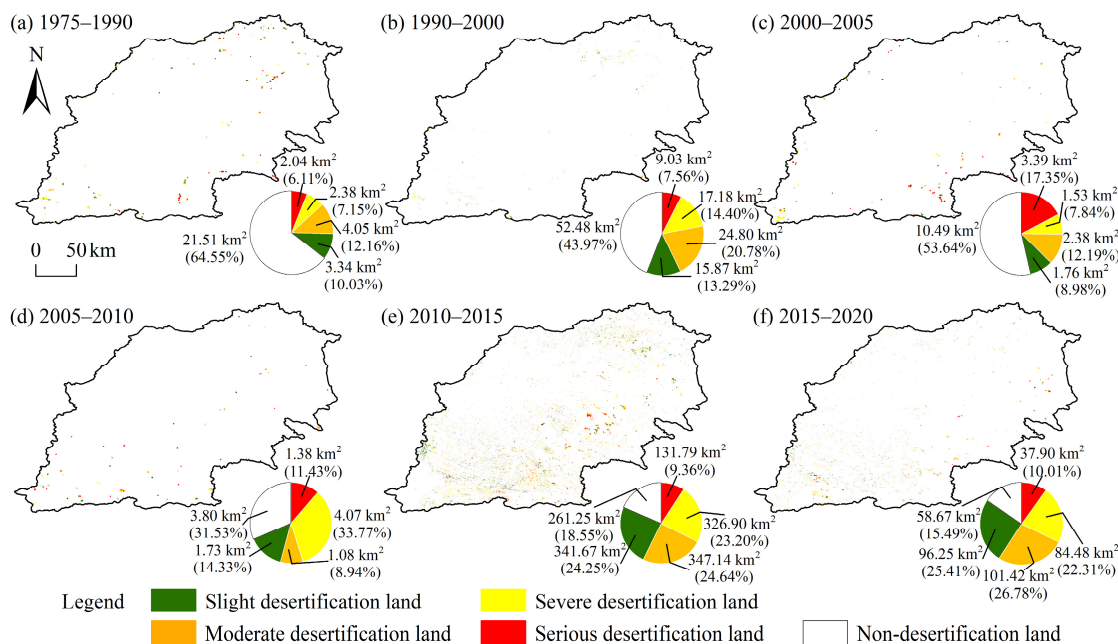 (a) 1975–1990
(b) 1990–2000
(c) 2000–2005
N
2.04 km²
(6.11%)
2.38 km²
(7.15%)
4.05 km²
(12.16%)
3.34 km²
(10.03%)
21.51 km²
(64.55%)
9.03 km²
(7.56%)
17.18 km²
(14.40%)
24.80 km²
(20.78%)
15.87 km²
(13.29%)
52.48 km²
(43.97%)
3.39 km²
(17.35%)
1.53 km²
(7.84%)
2.38 km²
(12.19%)
1.76 km²
(8.98%)
10.49 km²
(53.64%)
0 50 km
(d) 2005–2010
(e) 2010–2015
(f) 2015–2020
1.38 km²
(11.43%)
4.07 km²
(33.77%)
1.08 km²
(8.94%)
1.73 km²
(14.33%)
3.80 km²
(31.53%)
131.79 km²
(9.36%)
326.90 km²
(23.20%)
347.14 km²
(24.64%)
341.67 km²
(24.25%)
261.25 km²
(18.55%)
37.90 km²
(10.01%)
84.48 km²
(22.31%)
101.42 km²
(26.78%)
96.25 km²
(25.41%)
58.67 km²
(15.49%)
Legend
Slight desertification land
Severe desertification land
Moderate desertification land
Serious desertification land
Non-desertification land